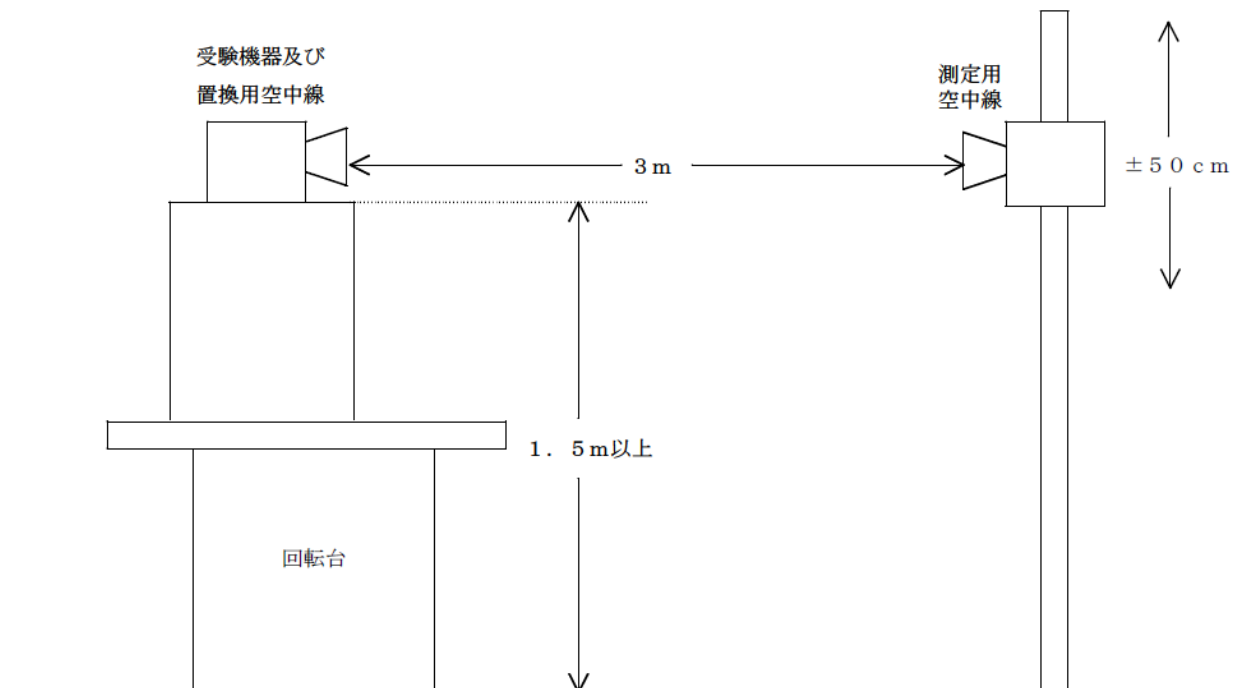 受験機器及び
置換用空中線
測定用
空中線
3m
±50cm
1.5m以上
回転台